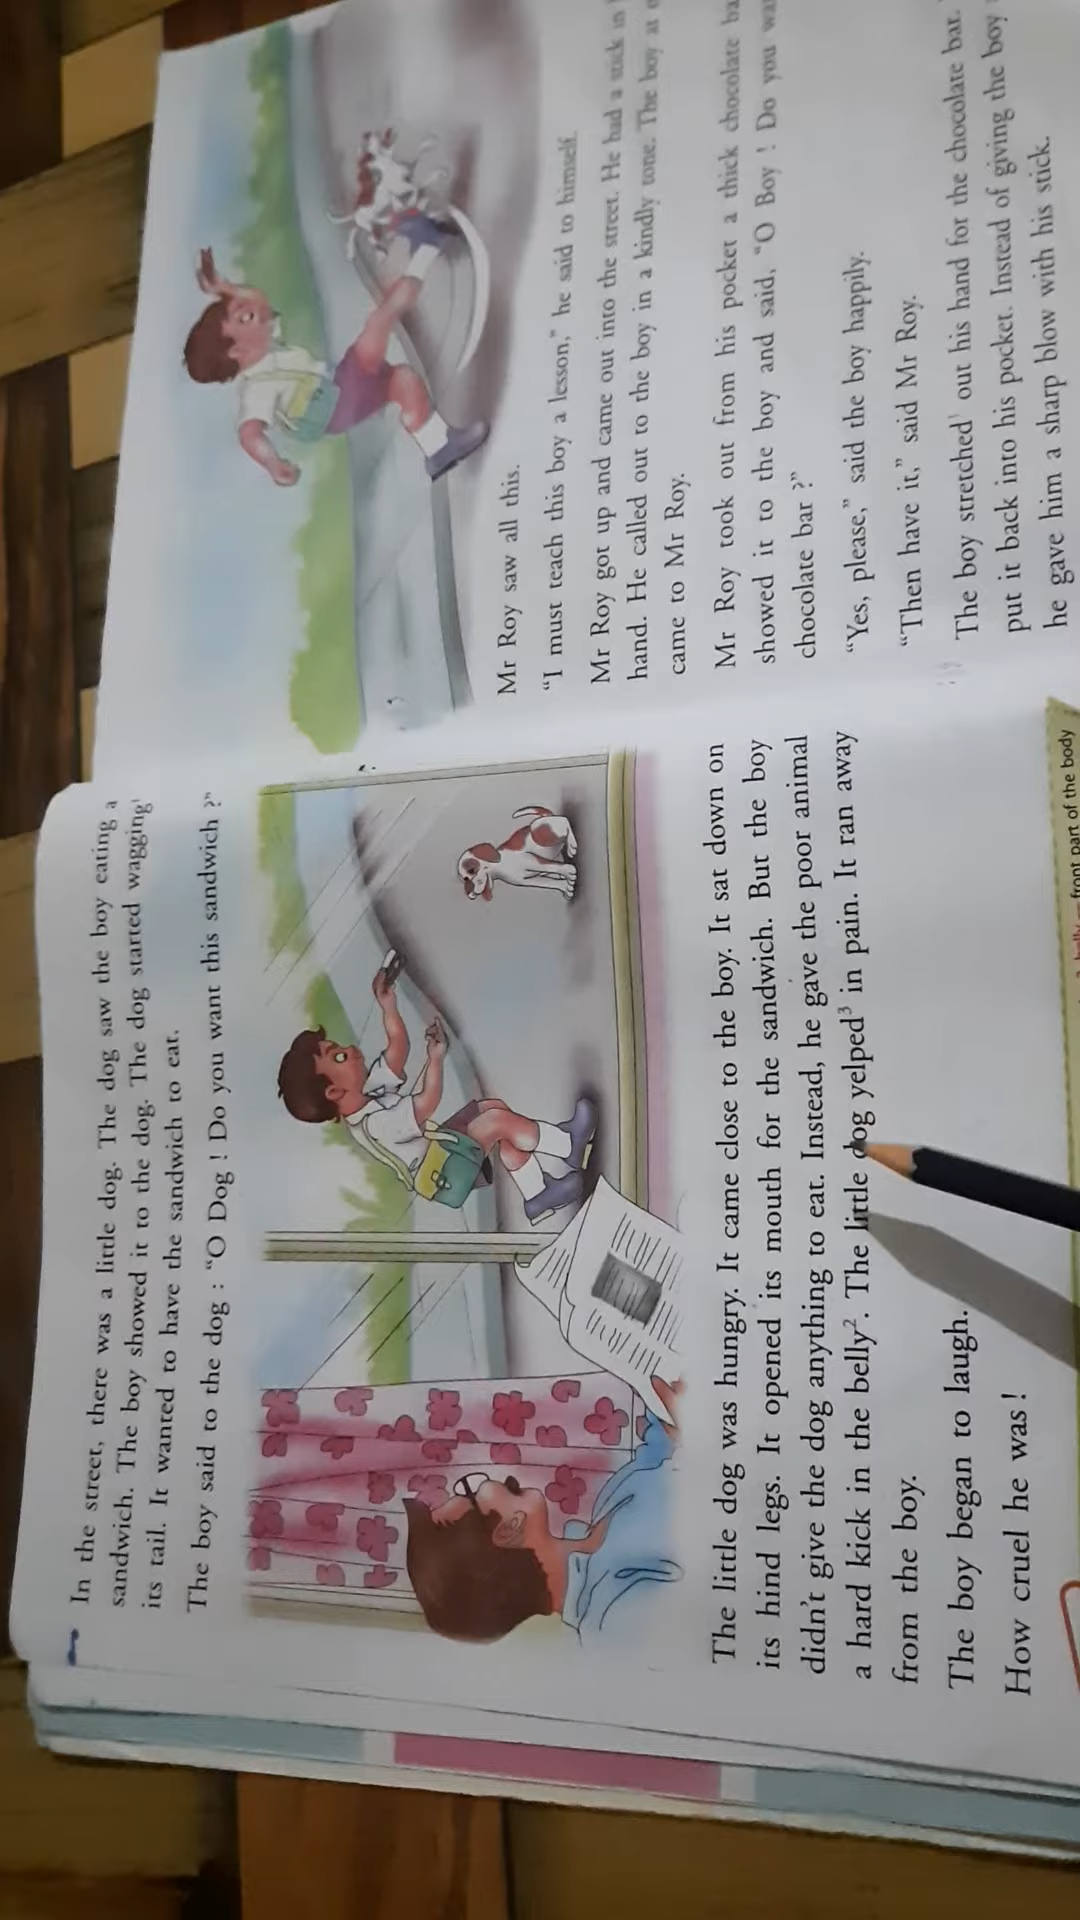 In the street, there was a little dog. The dog saw the boy eating a
sandwich. The boy showed it to the dog. The dog started wagging¹
its tail. It wanted to have the sandwich to eat.
The boy said to the dog : “O Dog ! Do you want this sandwich ?”
The little dog was hungry. It came close to the boy. It sat down on
its hind legs. It opened its mouth for the sandwich. But the boy
didn’t give the dog anything to eat. Instead, he gave the poor animal
a hard kick in the belly². The little dog yelped³ in pain. It ran away
from the boy.
The boy began to laugh.
How cruel he was !
front part of the body
Mr Roy saw all this.
“I must teach this boy a lesson,” he said to himself.
Mr Roy got up and came out into the street. He had a stick in
hand. He called out to the boy in a kindly tone. The boy at
came to Mr Roy.
Mr Roy took out from his pocket a thick chocolate
showed it to the boy and said, “O Boy ! Do you
chocolate bar ?”
“Yes, please,” said the boy happily.
“Then have it,” said Mr Roy.
The boy stretched¹ out his hand for the chocolate bar.
put it back into his pocket. Instead of giving the boy
he gave him a sharp blow with his stick.